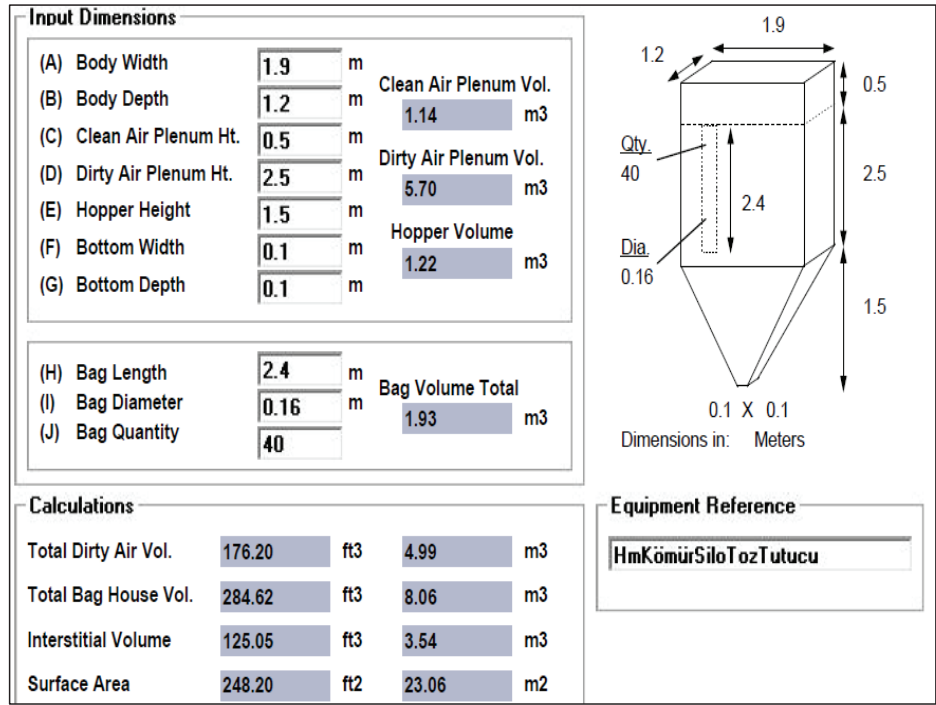 Input Dimensions
(A) Body Width 1.9 m
(B) Body Depth 1.2 m
(C) Clean Air Plenum Ht. 0.5 m
(D) Dirty Air Plenum Ht. 2.5 m
(E) Hopper Height 1.5 m
(F) Bottom Width 0.1 m
(G) Bottom Depth 0.1 m
Clean Air Plenum Vol.
1.14 m3
Dirty Air Plenum Vol.
5.70 m3
Hopper Volume
1.22 m3
(H) Bag Length 2.4 m
(I) Bag Diameter 0.16 m
(J) Bag Quantity 40
Bag Volume Total
1.93 m3
1.9
1.2
0.5
Qty.
40
2.5
2.4
Dia.
0.16
1.5
0.1 X 0.1
Dimensions in: Meters
Calculations
Total Dirty Air Vol. 176.20 ft3 4.99 m3
Total Bag House Vol. 284.62 ft3 8.06 m3
Interstitial Volume 125.05 ft3 3.54 m3
Surface Area 248.20 ft2 23.06 m2
Equipment Reference
HmKömürSiloTozTutucu